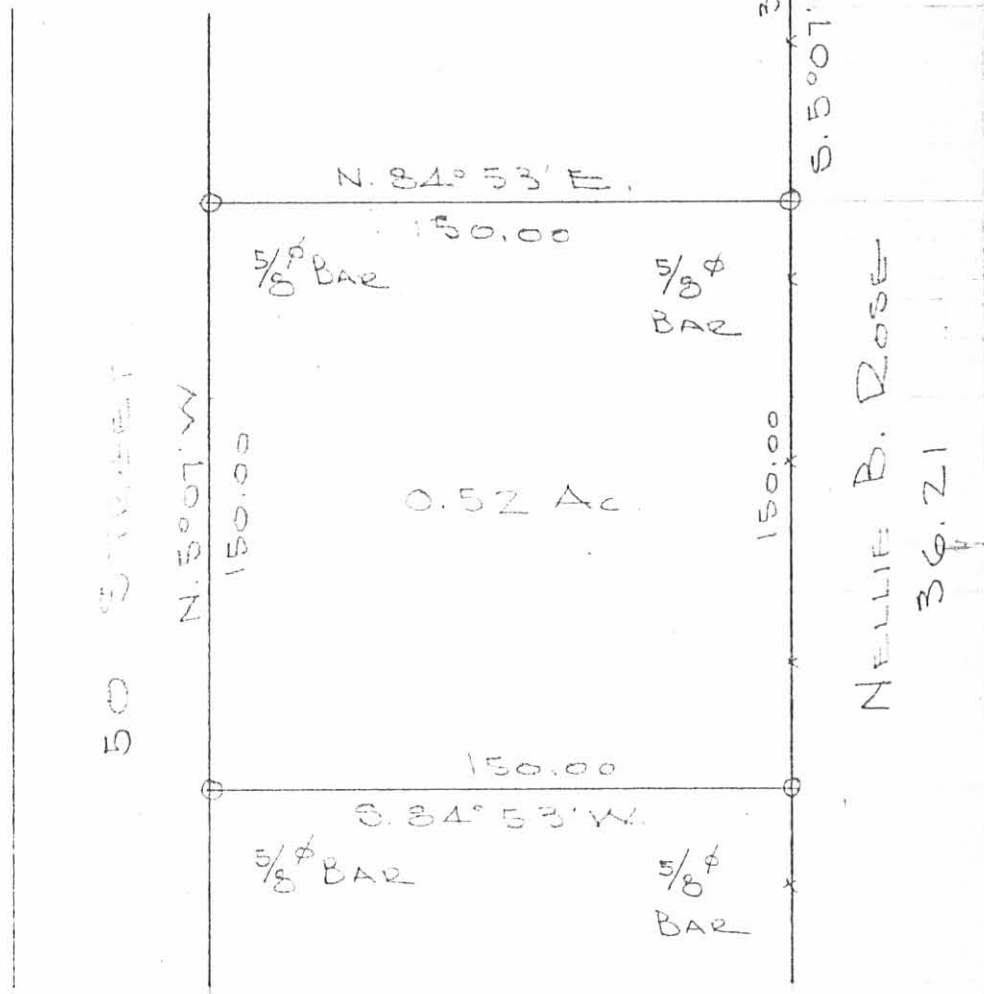 S. 5° 07'
N. 84° 53' E.
150.00
5/8 ø BAR
5/8 ø
BAR
50 STREET
N. 5° 07' W
150.00
0.52 Ac.
150.00
NELLIE B. ROSE
36.21
150.00
S. 84° 53' W.
5/8 ø BAR
5/8 ø
BAR